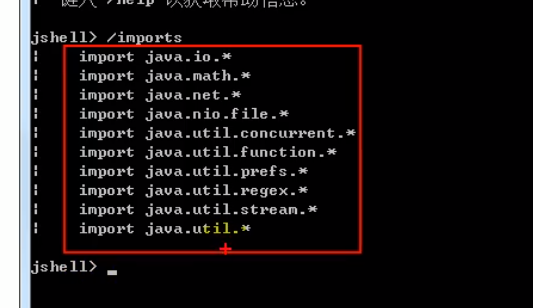 | 键入 /help 以获取帮助信息。
jshell> /imports
| import java.io.*
| import java.math.*
| import java.net.*
| import java.nio.file.*
| import java.util.concurrent.*
| import java.util.function.*
| import java.util.prefs.*
| import java.util.regex.*
| import java.util.stream.*
| import java.util.*
jshell> _